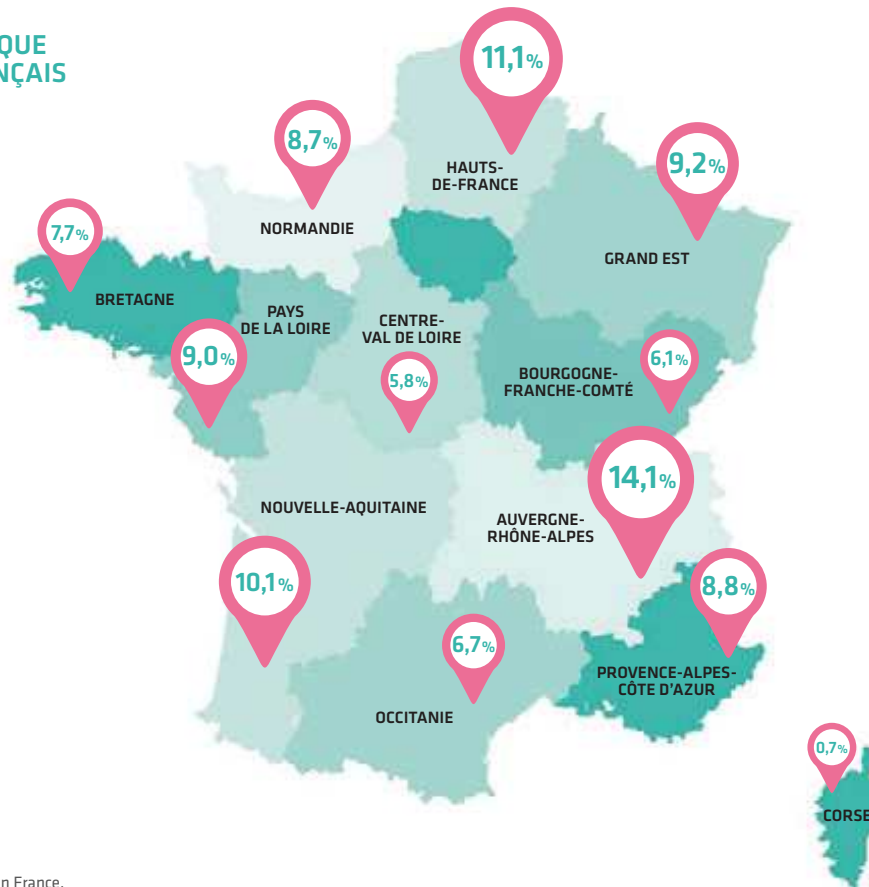 QUE
NÇAIS
11,1%
8,7%
HAUTS-
DE-FRANCE
9,2%
NORMANDIE
7,7%
GRAND EST
BRETAGNE
PAYS
DE LA LOIRE
CENTRE-
VAL DE LOIRE
9,0%
5,8%
6,1%
BOURGOGNE-
FRANCHE-COMTÉ
14,1%
NOUVELLE-AQUITAINE
AUVERGNE-
RHÔNE-ALPES
10,1%
8,8%
6,7%
PROVENCE-ALPES-
CÔTE D'AZUR
OCCITANIE
0,7%
CORSE
n France.